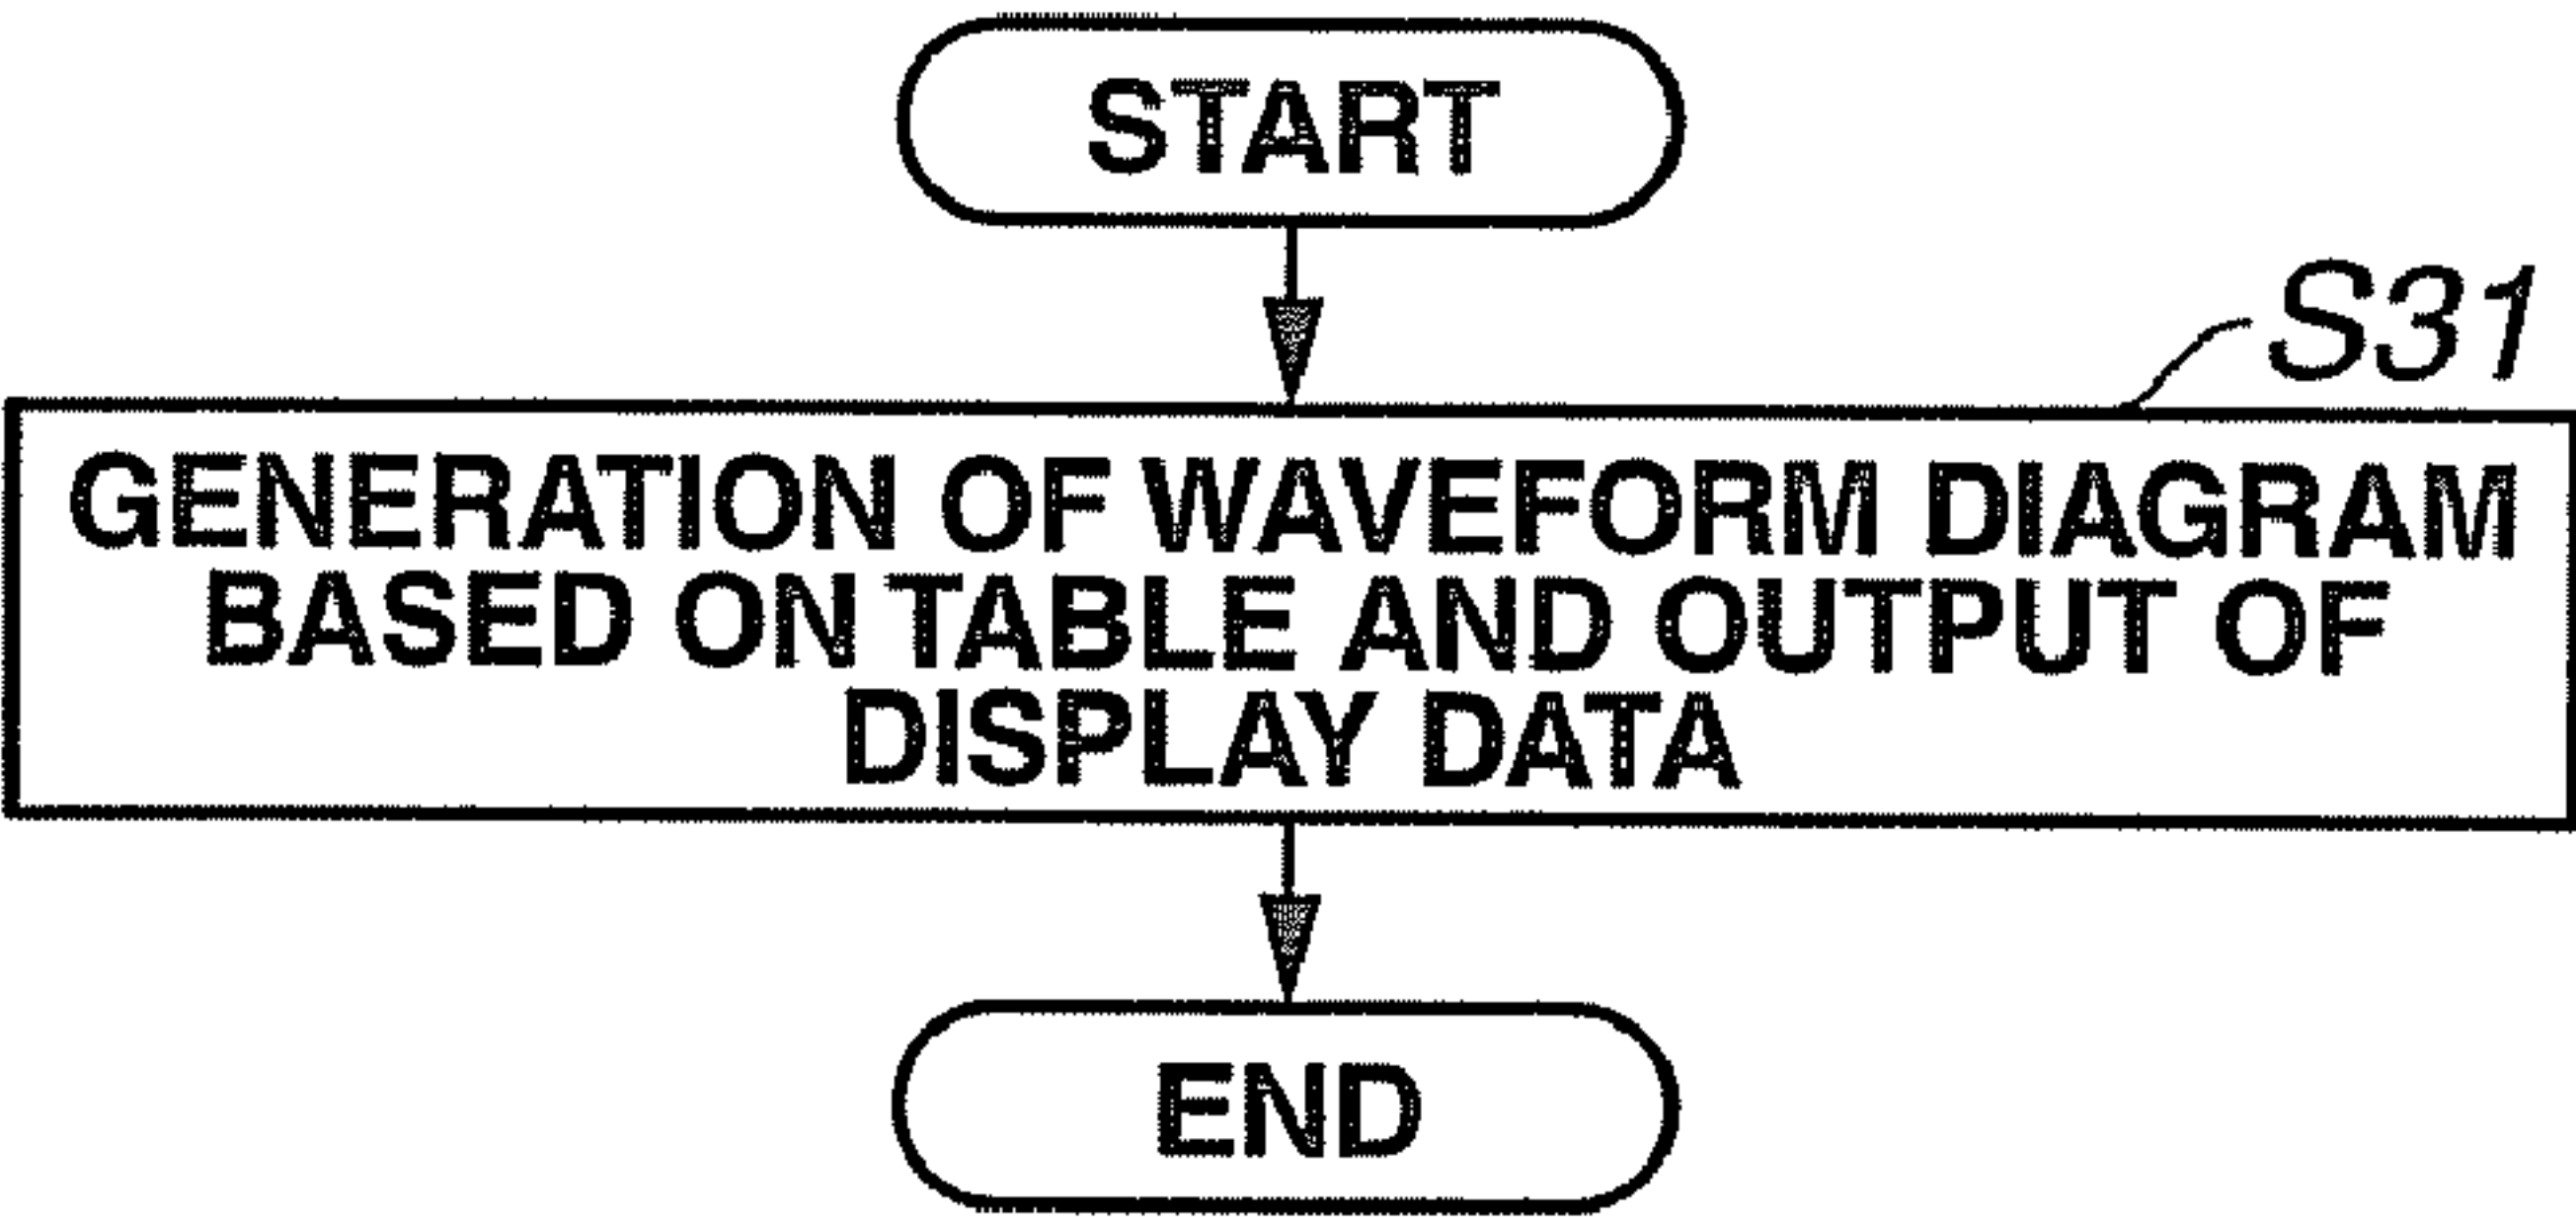 START
S31
GENERATION OF WAVEFORM DIAGRAM
BASED ON TABLE AND OUTPUT OF
DISPLAY DATA
END